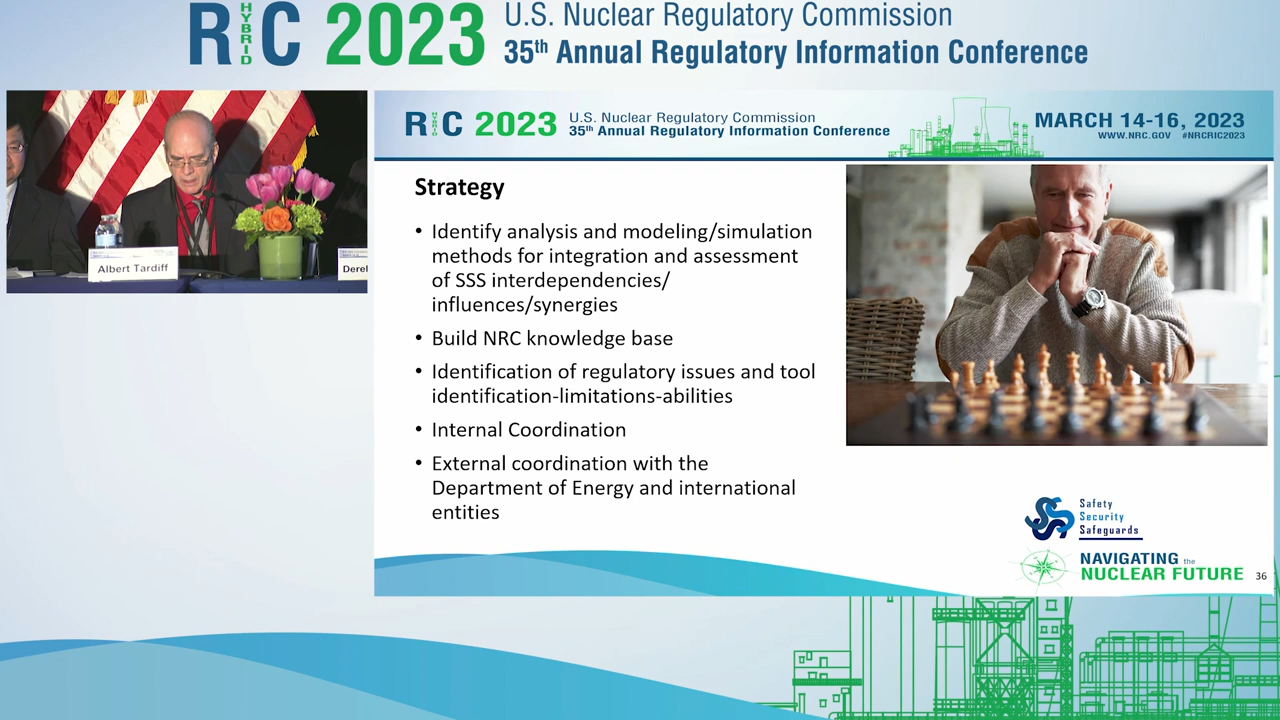 RIC 2023
HYBRID
U.S. Nuclear Regulatory Commission
35th Annual Regulatory Information Conference
Albert Tardiff
Derel
RIC 2023
HYBRID
U.S. Nuclear Regulatory Commission
35th Annual Regulatory Information Conference
MARCH 14-16, 2023
WWW.NRC.GOV #NRCRIC2023
Strategy
• Identify analysis and modeling/simulation
methods for integration and assessment
of SSS interdependencies/
influences/synergies
• Build NRC knowledge base
• Identification of regulatory issues and tool
identification-limitations-abilities
• Internal Coordination
• External coordination with the
Department of Energy and international
entities
Safety
Security
Safeguards
NAVIGATING the
NUCLEAR FUTURE
36